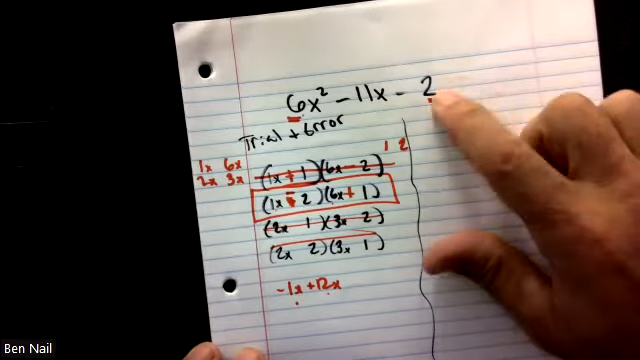 6x² - 11x - 2
Trial + Error
1 2
1x 6x
2x 3x
(1x + 1)(6x - 2)
(1x - 2)(6x + 1)
(2x 1)(3x 2)
(2x 2)(3x 1)
-1x + 12x
Ben Nail